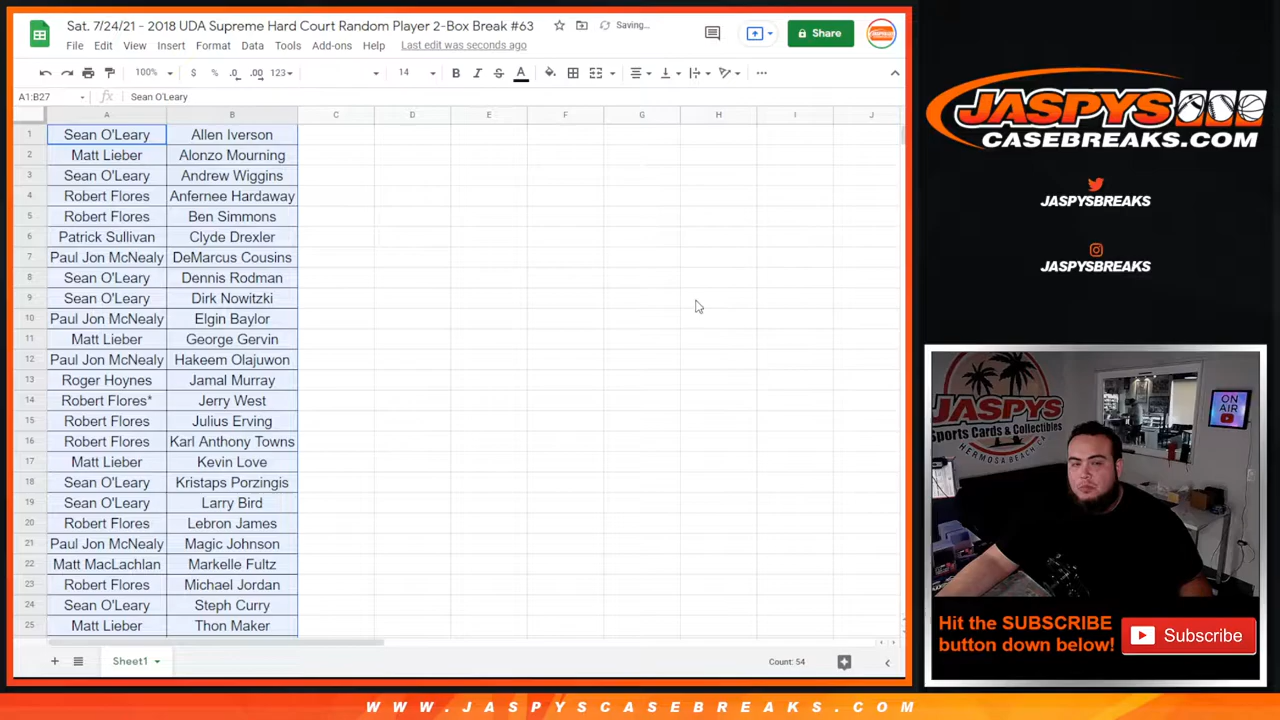 Sat. 7/24/21 - 2018 UDA Supreme Hard Court Random Player 2-Box Break #63
Saving...
File Edit View Insert Format Data Tools Add-ons Help Last edit was seconds ago
Share
100% $ % .0 .00 123 14 B I S A
A1:B27 fx Sean O'Leary
A B C D E F G H I J
1 Sean O'Leary Allen Iverson
2 Matt Lieber Alonzo Mourning
3 Sean O'Leary Andrew Wiggins
4 Robert Flores Anfernee Hardaway
5 Robert Flores Ben Simmons
6 Patrick Sullivan Clyde Drexler
7 Paul Jon McNealy DeMarcus Cousins
8 Sean O'Leary Dennis Rodman
9 Sean O'Leary Dirk Nowitzki
10 Paul Jon McNealy Elgin Baylor
11 Matt Lieber George Gervin
12 Paul Jon McNealy Hakeem Olajuwon
13 Roger Hoynes Jamal Murray
14 Robert Flores* Jerry West
15 Robert Flores Julius Erving
16 Robert Flores Karl Anthony Towns
17 Matt Lieber Kevin Love
18 Sean O'Leary Kristaps Porzingis
19 Sean O'Leary Larry Bird
20 Robert Flores Lebron James
21 Paul Jon McNealy Magic Johnson
22 Matt MacLachlan Markelle Fultz
23 Robert Flores Michael Jordan
24 Sean O'Leary Steph Curry
25 Matt Lieber Thon Maker
Sheet1
Count: 54
JASPYS
CASEBREAKS.COM
JASPYSBREAKS
JASPYSBREAKS
JASPYS
Sports Cards & Collectibles
HERMOSA BEACH, CA
ON
AIR
Hit the SUBSCRIBE
button down below!
Subscribe
WWW.JASPYSCASEBREAKS.COM